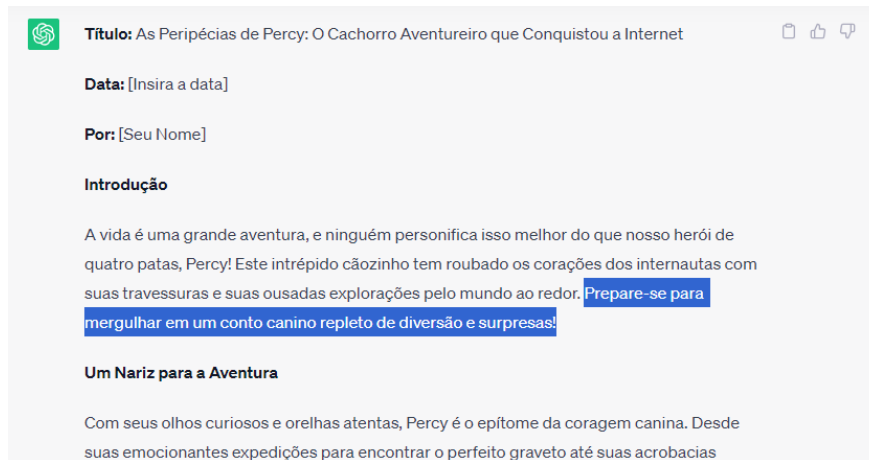 Título: As Peripécias de Percy: O Cachorro Aventureiro que Conquistou a Internet
Data: [Insira a data]
Por: [Seu Nome]
Introdução
A vida é uma grande aventura, e ninguém personifica isso melhor do que nosso herói de
quatro patas, Percy! Este intrépido cãozinho tem roubado os corações dos internautas com
suas travessuras e suas ousadas explorações pelo mundo ao redor. Prepare-se para
mergulhar em um conto canino repleto de diversão e surpresas!
Um Nariz para a Aventura
Com seus olhos curiosos e orelhas atentas, Percy é o epítome da coragem canina. Desde
suas emocionantes expedições para encontrar o perfeito graveto até suas acrobacias